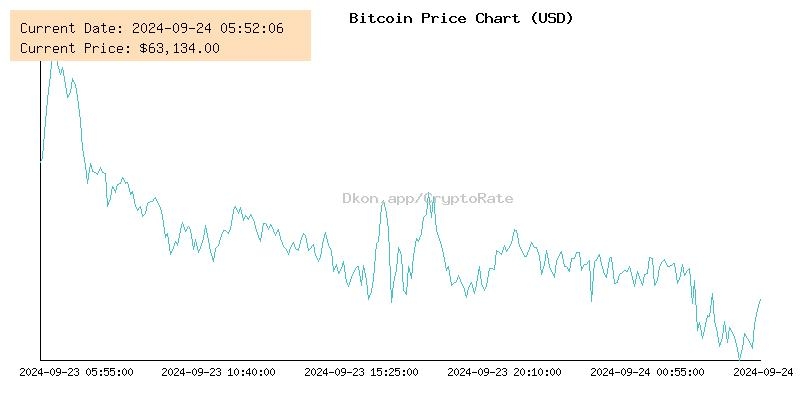 Bitcoin Price Chart (USD)
Current Date: 2024-09-24 05:52:06
Current Price: $63,134.00
Dkon.app/CryptoRate
2024-09-23 05:55:00 2024-09-23 10:40:00 2024-09-23 15:25:00 2024-09-23 20:10:00 2024-09-24 00:55:00 2024-09-24